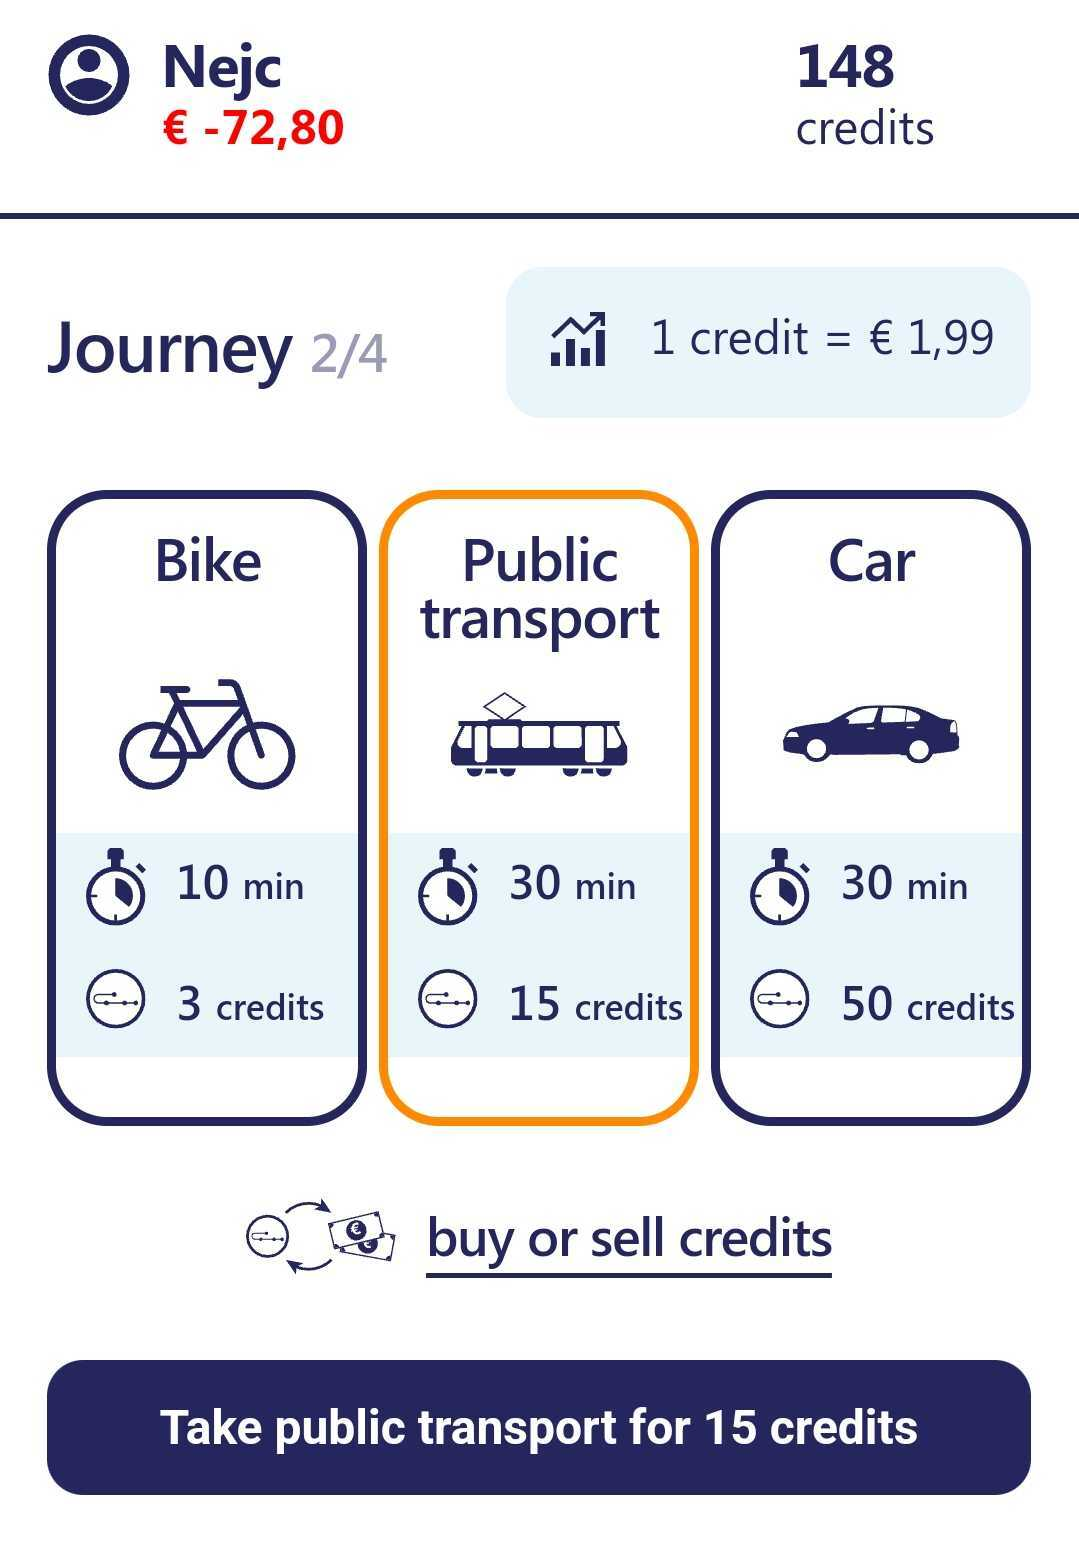 Nejc
€ -72,80
148
credits
Journey 2/4
1 credit = € 1,99
Bike
10 min
3 credits
Public
transport
30 min
15 credits
Car
30 min
50 credits
buy or sell credits
Take public transport for 15 credits